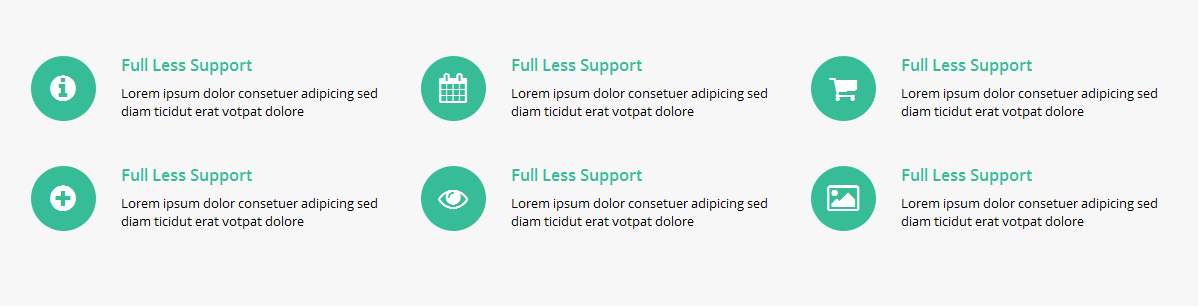 Full Less Support
Lorem ipsum dolor consetuer adipicing sed
diam ticidut erat votpat dolore
Full Less Support
Lorem ipsum dolor consetuer adipicing sed
diam ticidut erat votpat dolore
Full Less Support
Lorem ipsum dolor consetuer adipicing sed
diam ticidut erat votpat dolore
Full Less Support
Lorem ipsum dolor consetuer adipicing sed
diam ticidut erat votpat dolore
Full Less Support
Lorem ipsum dolor consetuer adipicing sed
diam ticidut erat votpat dolore
Full Less Support
Lorem ipsum dolor consetuer adipicing sed
diam ticidut erat votpat dolore